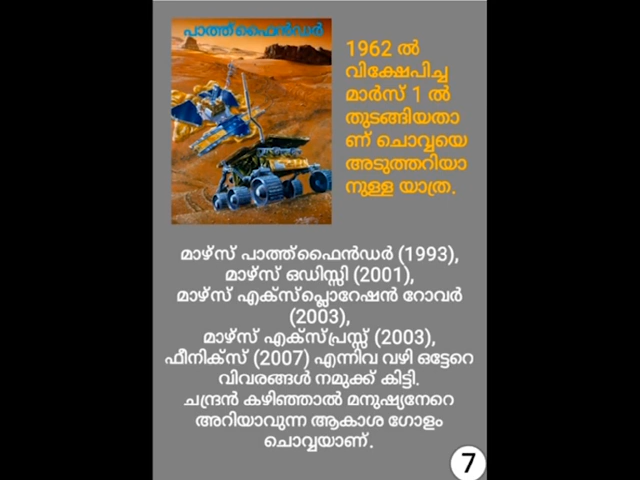 പാത്ത്ഫൈൻഡർ
1962 ൽ
വിക്ഷേപിച്ച
മാർസ് 1 ൽ
തുടങ്ങിയതാ
ണ് ചൊവ്വയെ
അടുത്തറിയാ
നുള്ള യാത്ര.
മാഴ്സ് പാത്ത്ഫൈൻഡർ (1993),
മാഴ്സ് ഒഡിസ്സി (2001),
മാഴ്സ് എക്സ്പ്ലൊറേഷൻ റോവർ
(2003),
മാഴ്സ് എക്സ്പ്രസ്സ് (2003),
ഫീനിക്സ് (2007) എന്നിവ വഴി ഒട്ടേറെ
വിവരങ്ങൾ നമുക്ക് കിട്ടി.
ചന്ദ്രൻ കഴിഞ്ഞാൽ മനുഷ്യനേറെ
അറിയാവുന്ന ആകാശ ഗോളം
ചൊവ്വയാണ്.
7